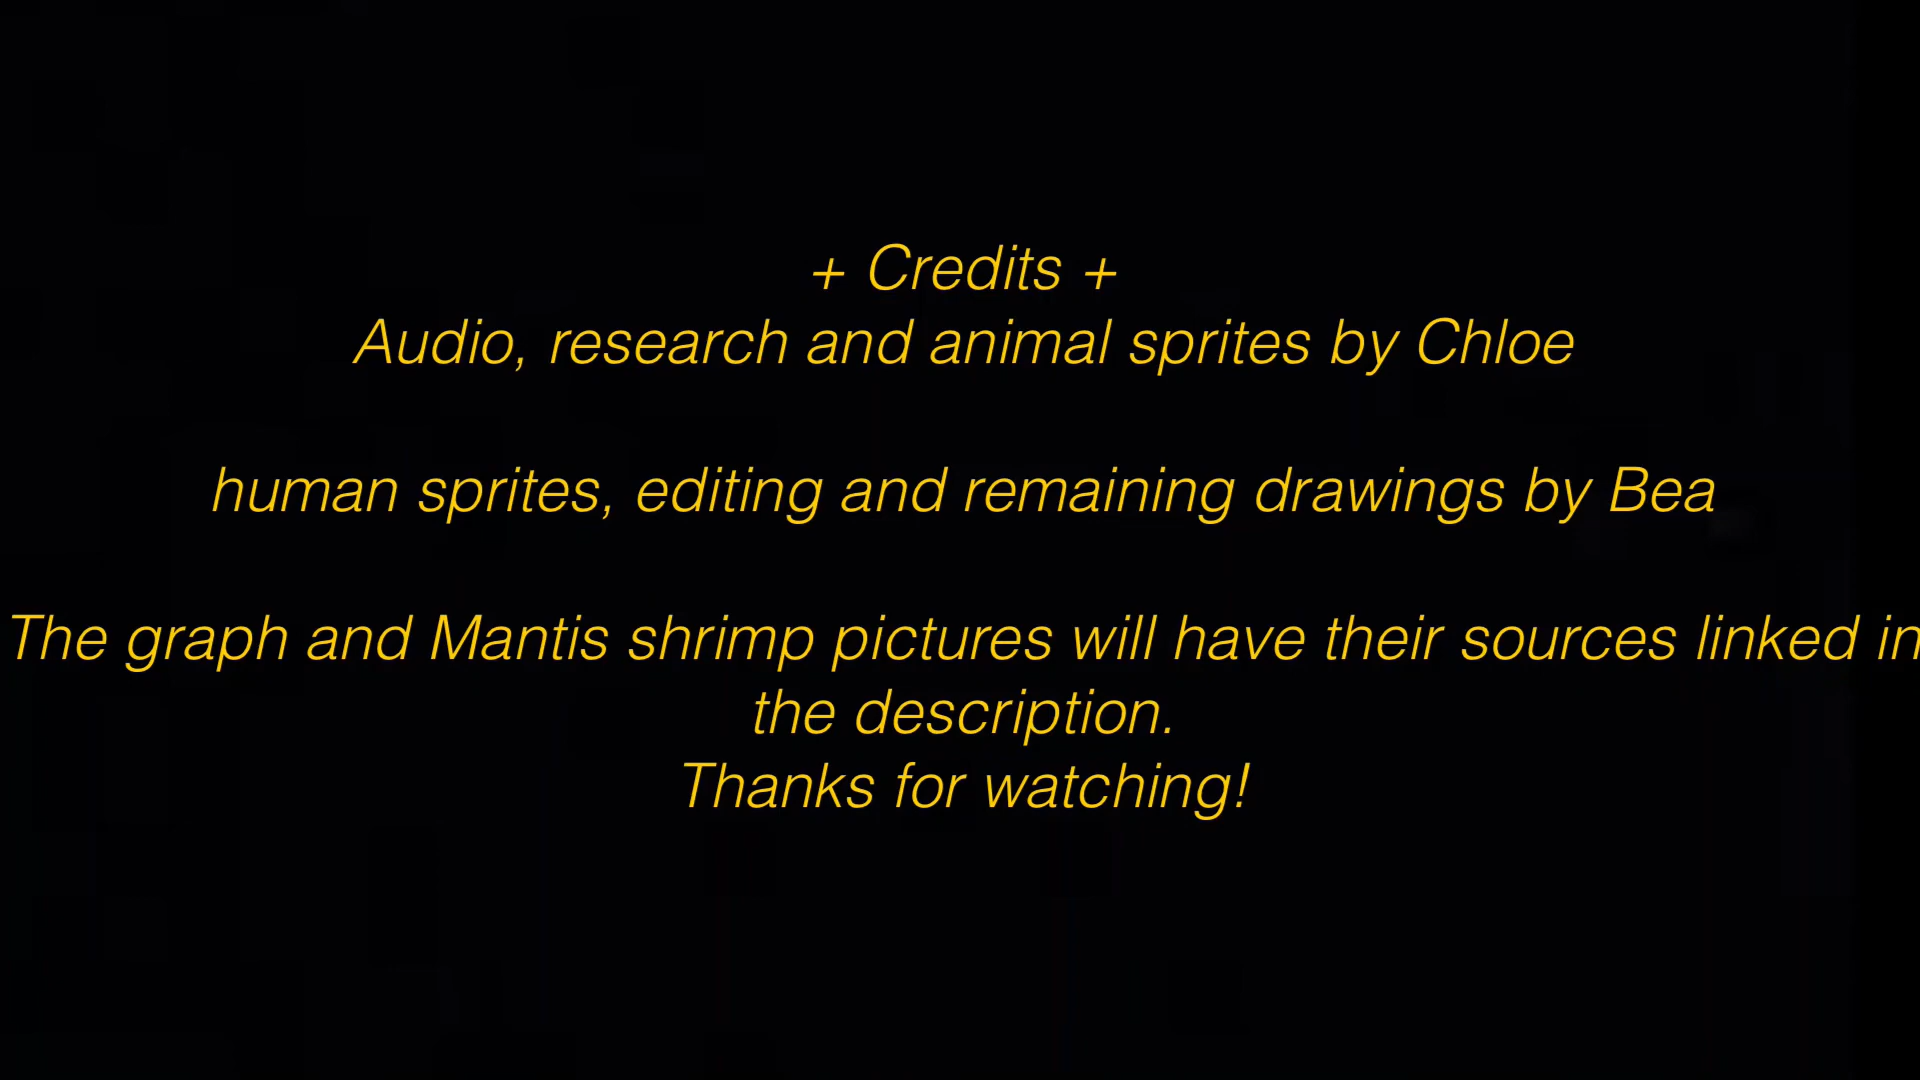 + Credits +
Audio, research and animal sprites by Chloe
human sprites, editing and remaining drawings by Bea
The graph and Mantis shrimp pictures will have their sources linked in
the description.
Thanks for watching!